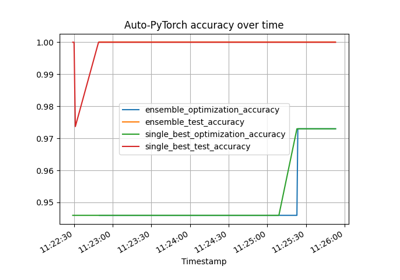 Auto-PyTorch accuracy over time
1.00
0.99
0.98
0.97
0.96
0.95
ensemble_optimization_accuracy
ensemble_test_accuracy
single_best_optimization_accuracy
single_best_test_accuracy
11:22:30
11:23:00
11:23:30
11:24:00
11:24:30
11:25:00
11:25:30
11:26:00
Timestamp